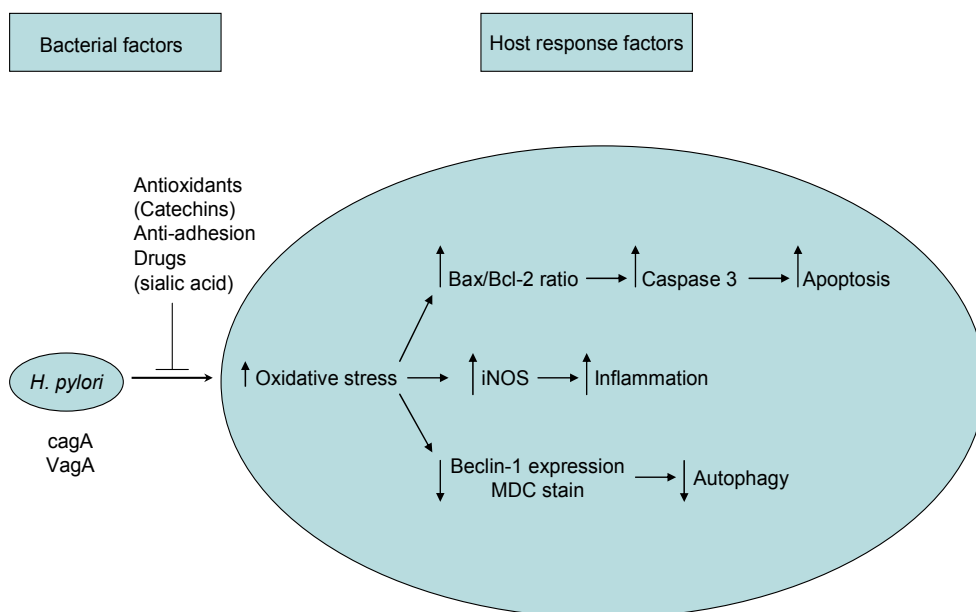 Bacterial factors
Host response factors
Antioxidants
(Catechins)
Anti-adhesion
Drugs
(sialic acid)
H. pylori
cagA
VagA
Oxidative stress
Bax/Bcl-2 ratio
Caspase 3
Apoptosis
iNOS
Inflammation
Beclin-1 expression
MDC stain
Autophagy